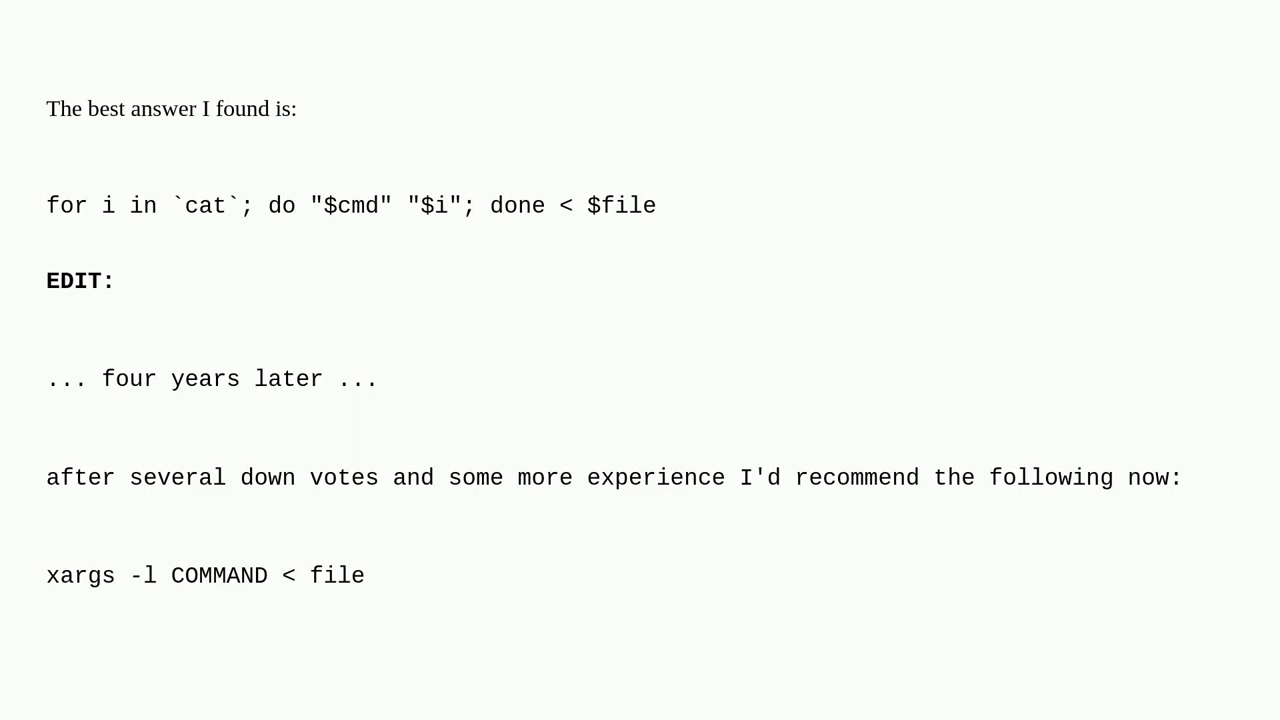 The best answer I found is:
for i in `cat`; do "$cmd" "$i"; done < $file
EDIT:
... four years later ...
after several down votes and some more experience I'd recommend the following now:
xargs -l COMMAND < file